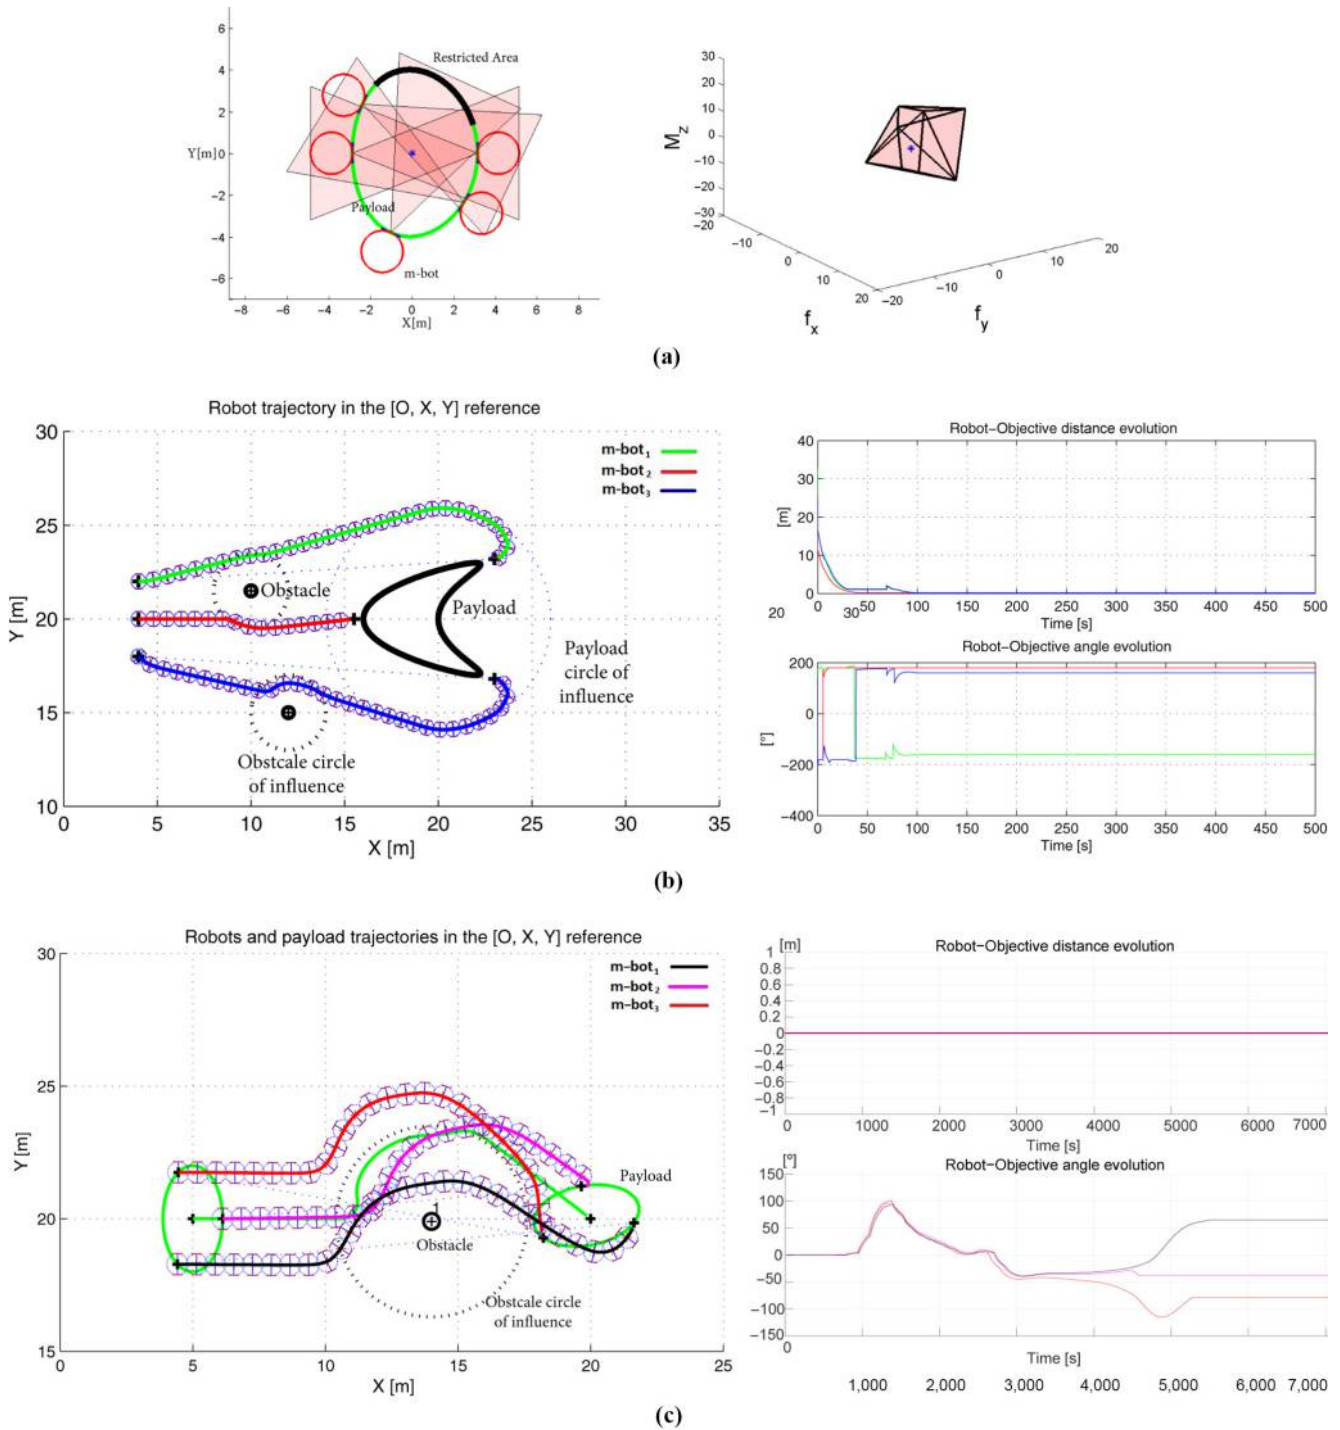 6
4
2
Y[m] 0
−2
−4
−6
−8
−6
−4
−2
0
2
4
6
8
X[m]
Restricted Area
Payload
m-bot
30
20
10
0
−10
−20
−30
M_z
−20
−10
0
10
20
f_x
−20
−10
0
10
20
f_y
(a)
Robot trajectory in the [O, X, Y] reference
30
25
20
15
10
Y [m]
0
5
10
15
20
25
30
35
X [m]
m-bot₁
m-bot₂
m-bot₃
Obstacle
Payload
Payload
circle of
influence
Obstcale circle
of influence
Robot−Objective distance evolution
40
30
20
10
0
[m]
20
0
30 50
100
150
200
250
300
350
400
450
500
Time [s]
Robot−Objective angle evolution
200
0
−200
−400
[°]
0
50
100
150
200
250
300
350
400
450
500
Time [s]
(b)
Robots and payload trajectories in the [O, X, Y] reference
30
25
20
15
Y [m]
0
5
10
15
20
25
X [m]
m−bot₁
m−bot₂
m−bot₃
Payload
1
Obstacle
Obstcale circle
of influence
[m]
Robot−Objective distance evolution
1
0.8
0.6
0.4
0.2
0
−0.2
−0.4
−0.6
−0.8
−1
0
1000
2000
3000
4000
5000
6000
7000
Time [s]
[°]
Robot−Objective angle evolution
150
100
50
0
−50
−100
−150
0
Time [s]
1,000
2,000
3,000
4,000
5,000
6,000
7,000
(c)